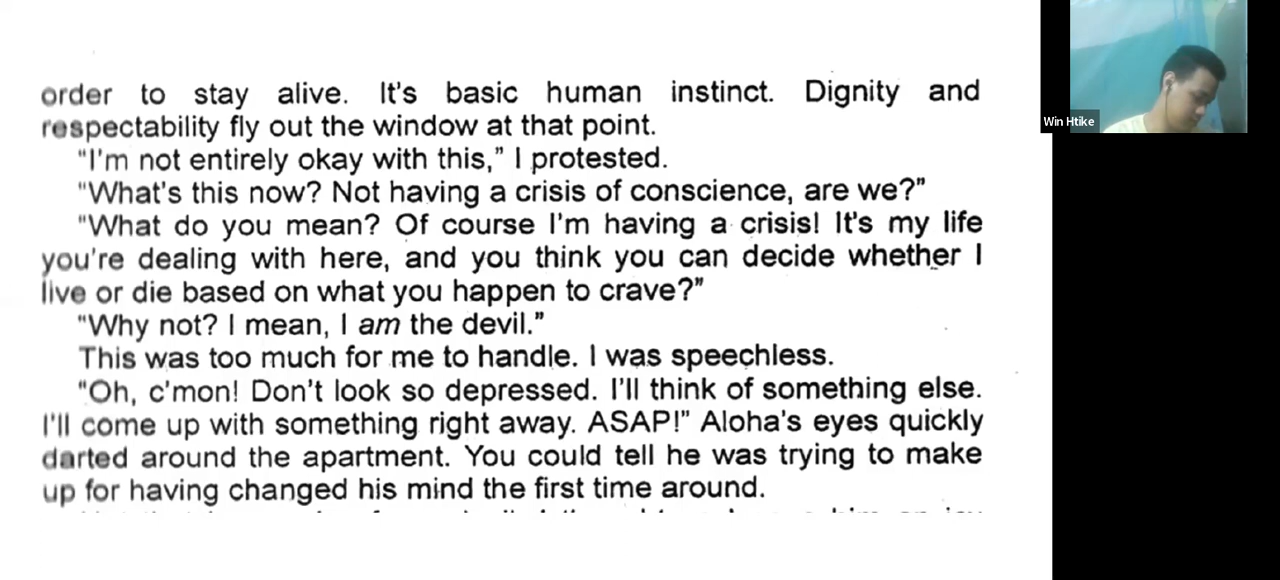 order to stay alive. It's basic human instinct. Dignity and
respectability fly out the window at that point.
"I'm not entirely okay with this," I protested.
"What's this now? Not having a crisis of conscience, are we?"
"What do you mean? Of course I'm having a crisis! It's my life
you're dealing with here, and you think you can decide whether I
live or die based on what you happen to crave?"
"Why not? I mean, I am the devil."
This was too much for me to handle. I was speechless.
"Oh, c'mon! Don't look so depressed. I'll think of something else.
I'll come up with something right away. ASAP!" Aloha's eyes quickly
darted around the apartment. You could tell he was trying to make
up for having changed his mind the first time around.
Win Htike